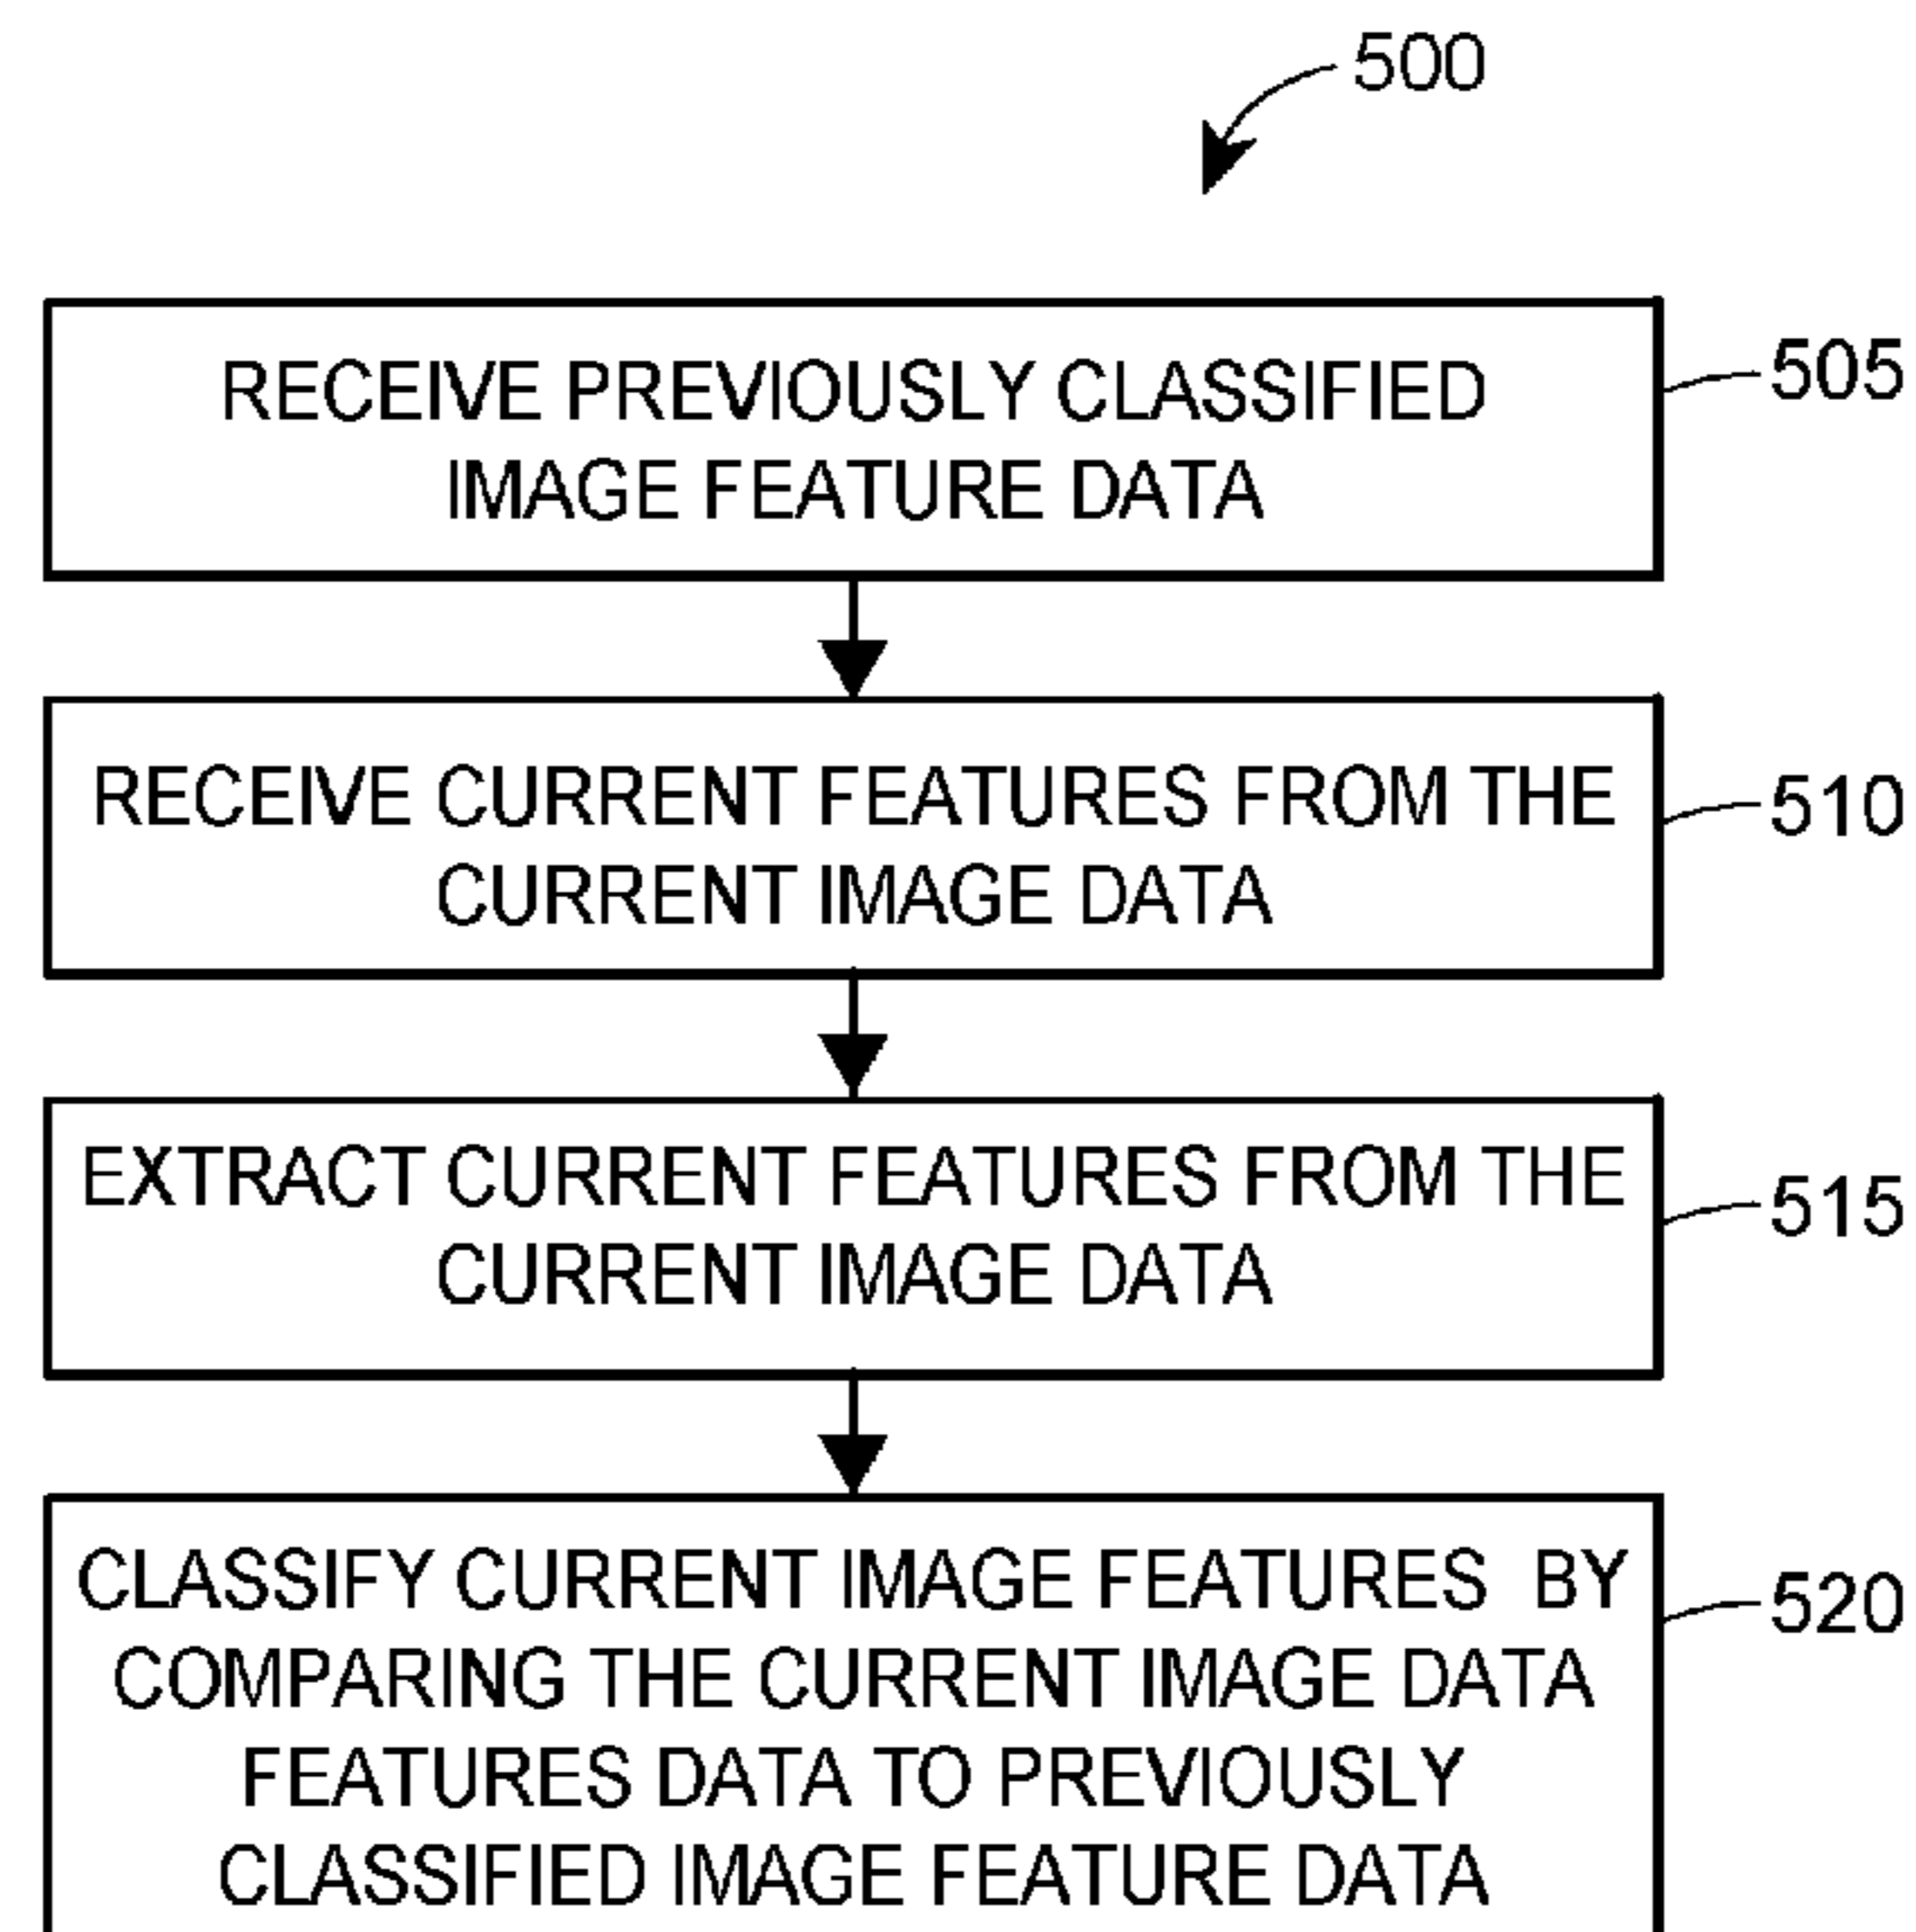 500
RECEIVE PREVIOUSLY CLASSIFIED
IMAGE FEATURE DATA
505
RECEIVE CURRENT FEATURES FROM THE
CURRENT IMAGE DATA
510
EXTRACT CURRENT FEATURES FROM THE
CURRENT IMAGE DATA
515
CLASSIFY CURRENT IMAGE FEATURES BY
COMPARING THE CURRENT IMAGE DATA
FEATURES DATA TO PREVIOUSLY
CLASSIFIED IMAGE FEATURE DATA
520